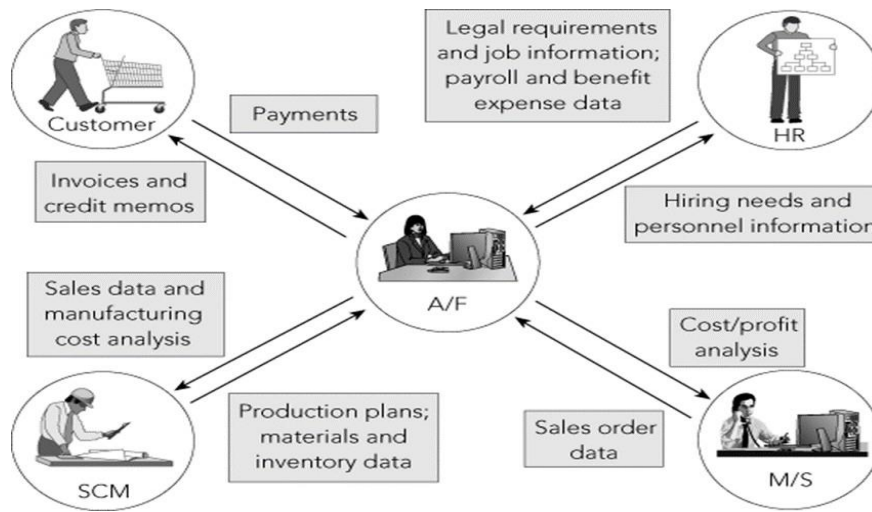 Customer
Payments
Invoices and
credit memos
Legal requirements
and job information;
payroll and benefit
expense data
HR
Hiring needs and
personnel information
A/F
Sales data and
manufacturing
cost analysis
SCM
Production plans;
materials and
inventory data
Cost/profit
analysis
Sales order
data
M/S